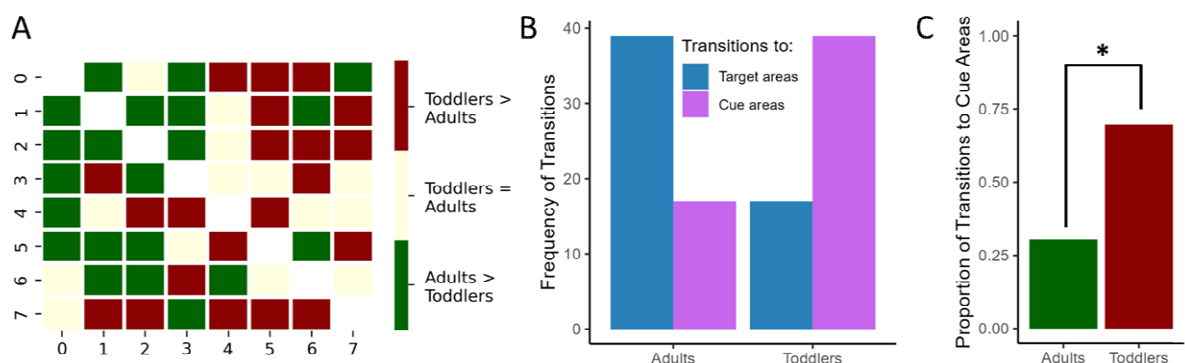 A
0
1
2
3
4
5
6
7
0 1 2 3 4 5 6 7
Toddlers >
Adults
Toddlers =
Adults
Adults >
Toddlers
B
Frequency of Transitions
40
30
20
10
0
Transitions to:
Target areas
Cue areas
Adults Toddlers
C
Proportion of Transitions to Cue Areas
1.00
0.75
0.50
0.25
0.00
*
Adults Toddlers